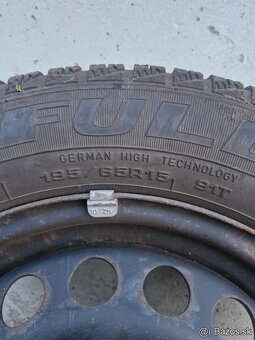 FUL
GERMAN HIGH TECHNOLOGY
195/65R15 91T
s Bazos.sk